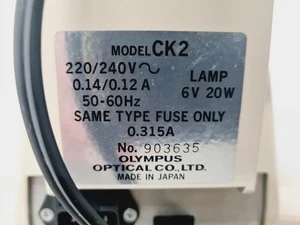 MODEL CK2
220/240V~ LAMP
0.14/0.12 A 6V 20W
50-60Hz
SAME TYPE FUSE ONLY
0.315A
No. 903635
OLYMPUS
OPTICAL CO., LTD.
MADE IN JAPAN